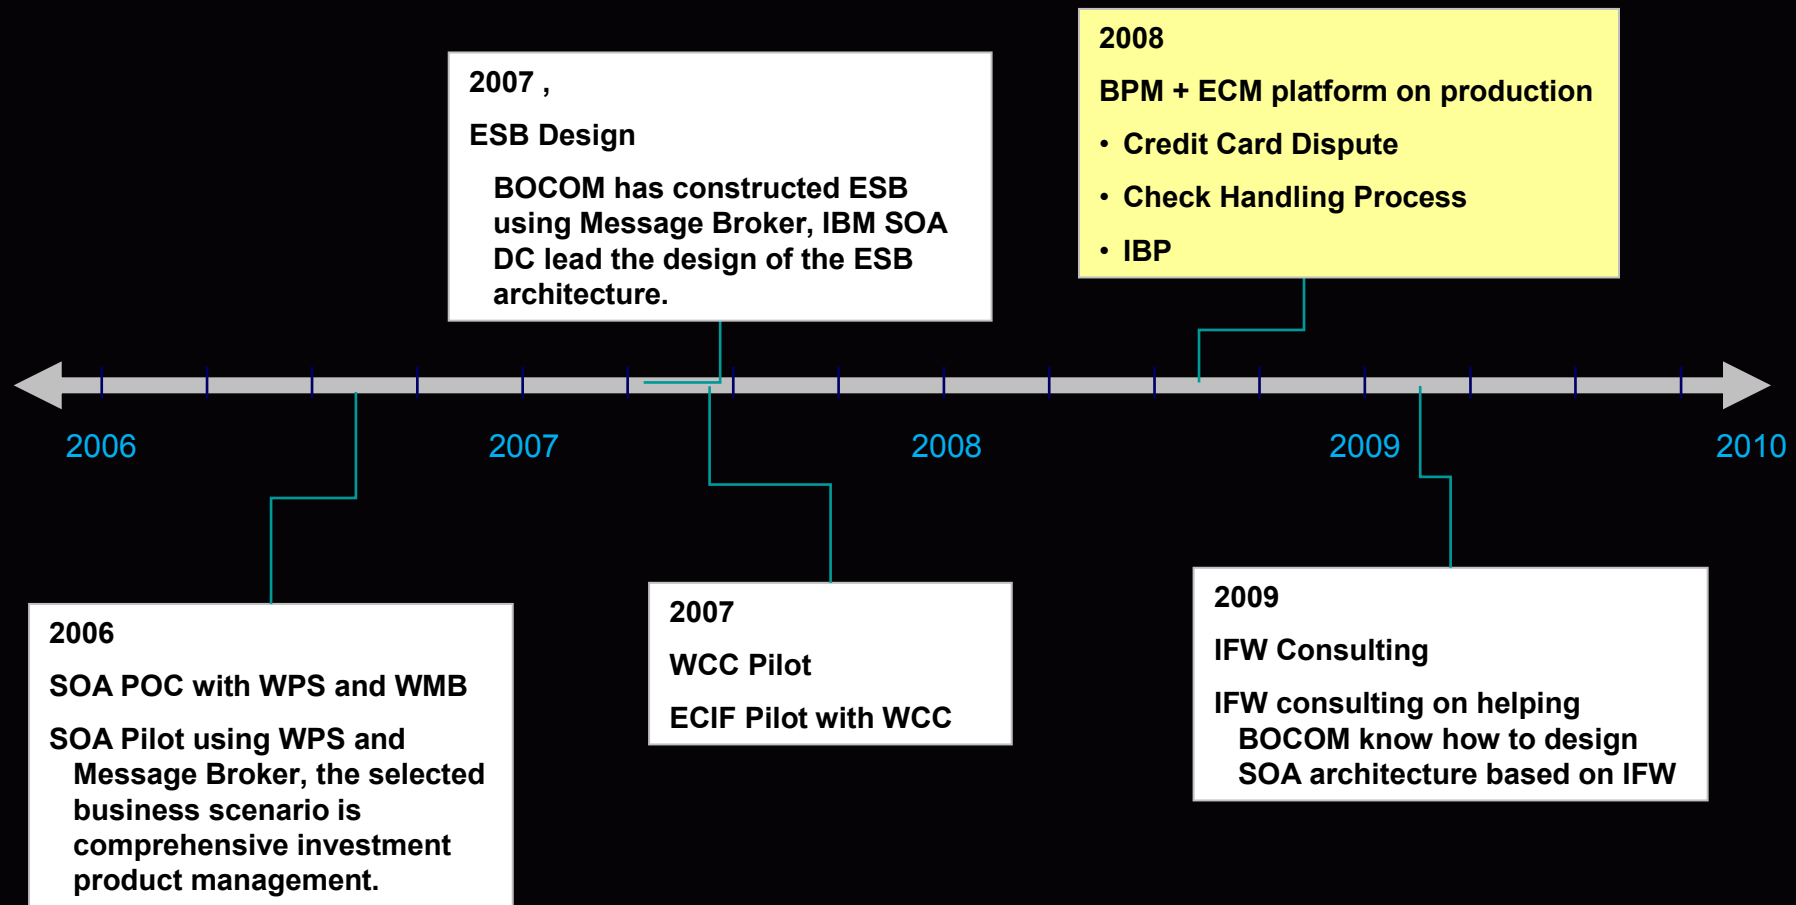 2007 ,
ESB Design
BOCOM has constructed ESB
using Message Broker, IBM SOA
DC lead the design of the ESB
architecture.
2008
BPM + ECM platform on production
• Credit Card Dispute
• Check Handling Process
• IBP
2006
2007
2008
2009
2010
2006
SOA POC with WPS and WMB
SOA Pilot using WPS and
Message Broker, the selected
business scenario is
comprehensive investment
product management.
2007
WCC Pilot
ECIF Pilot with WCC
2009
IFW Consulting
IFW consulting on helping
BOCOM know how to design
SOA architecture based on IFW